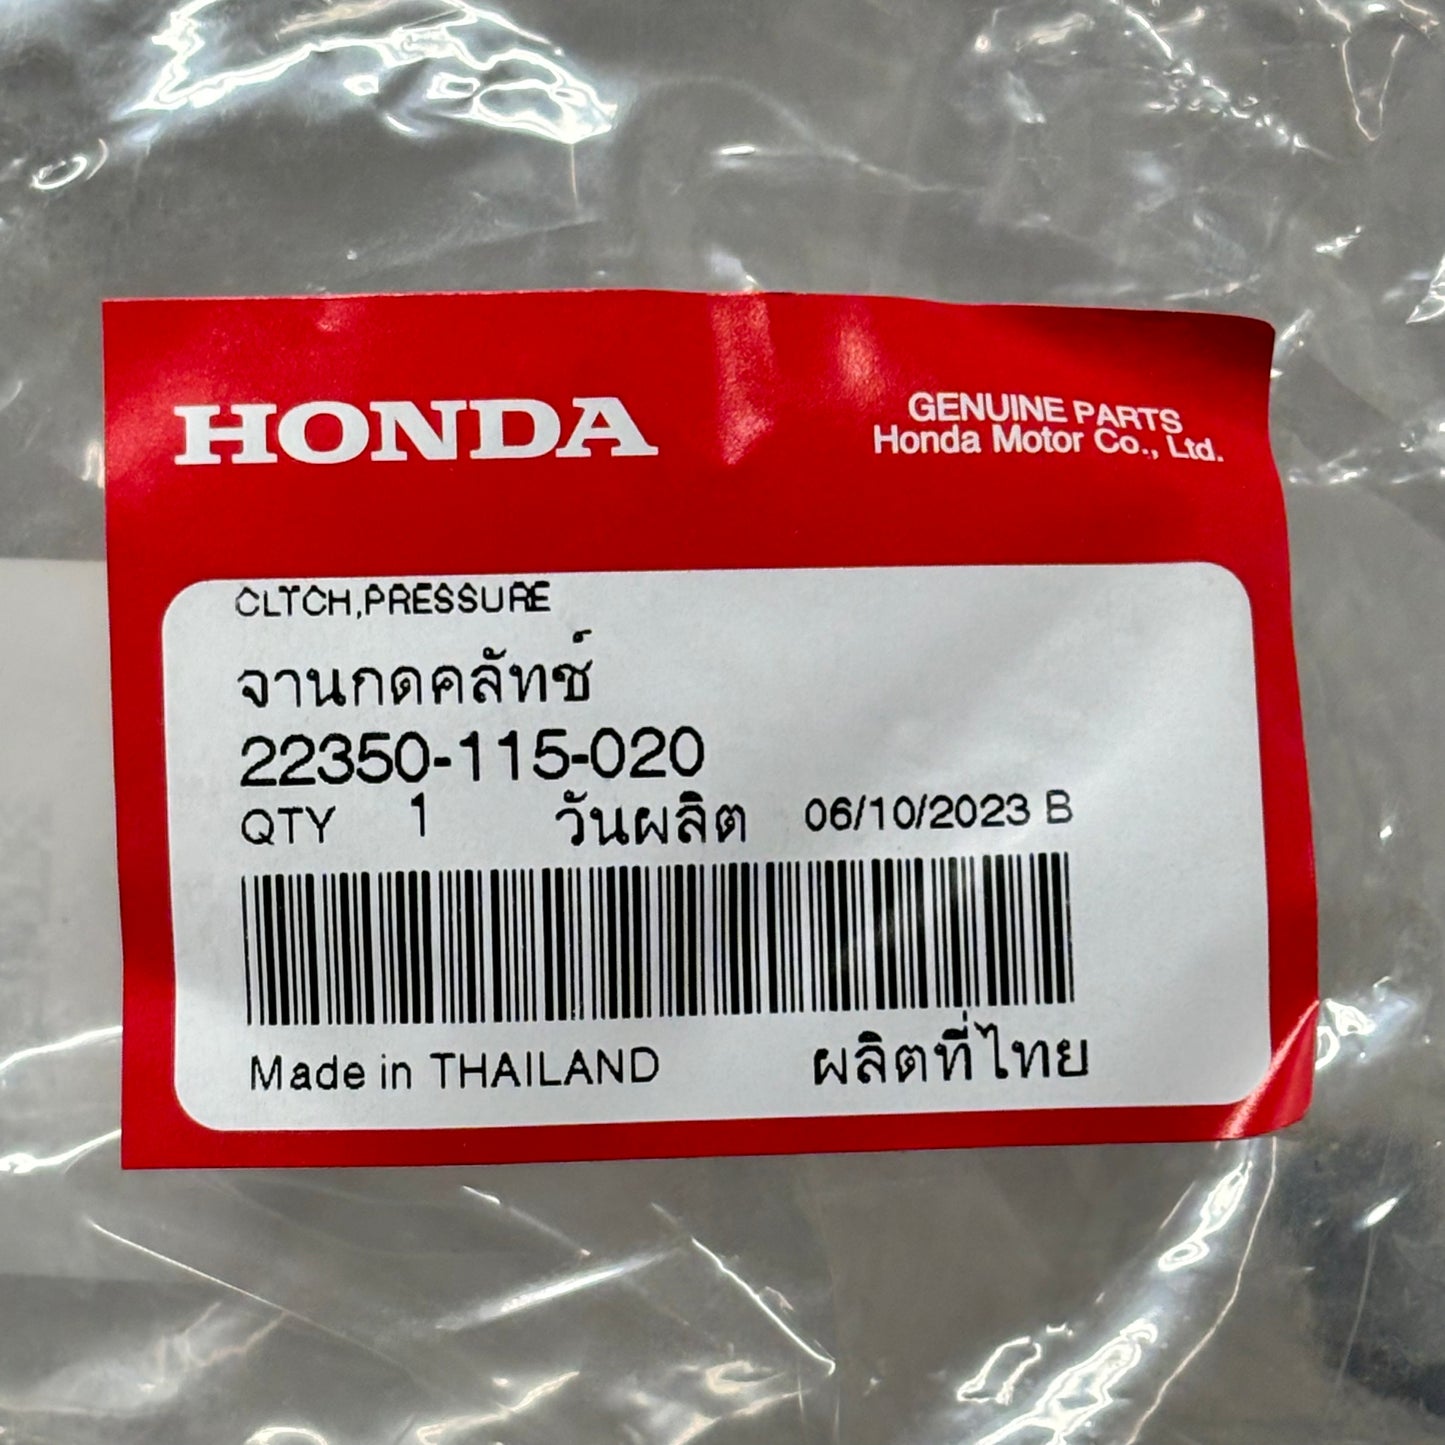 HONDA
GENUINE PARTS
Honda Motor Co., Ltd.
CLTCH,PRESSURE
จานกดคลัทช์
22350-115-020
QTY 1 วันผลิต 06/10/2023 B
Made in THAILAND ผลิตที่ไทย